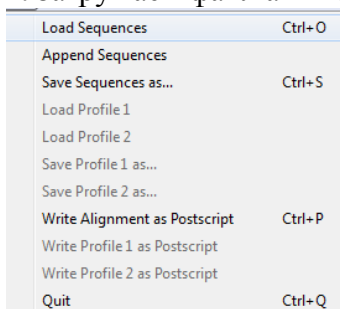 Load Sequences Ctrl+O
Append Sequences
Save Sequences as... Ctrl+S
Load Profile 1
Load Profile 2
Save Profile 1 as...
Save Profile 2 as...
Write Alignment as Postscript Ctrl+P
Write Profile 1 as Postscript
Write Profile 2 as Postscript
Quit Ctrl+Q